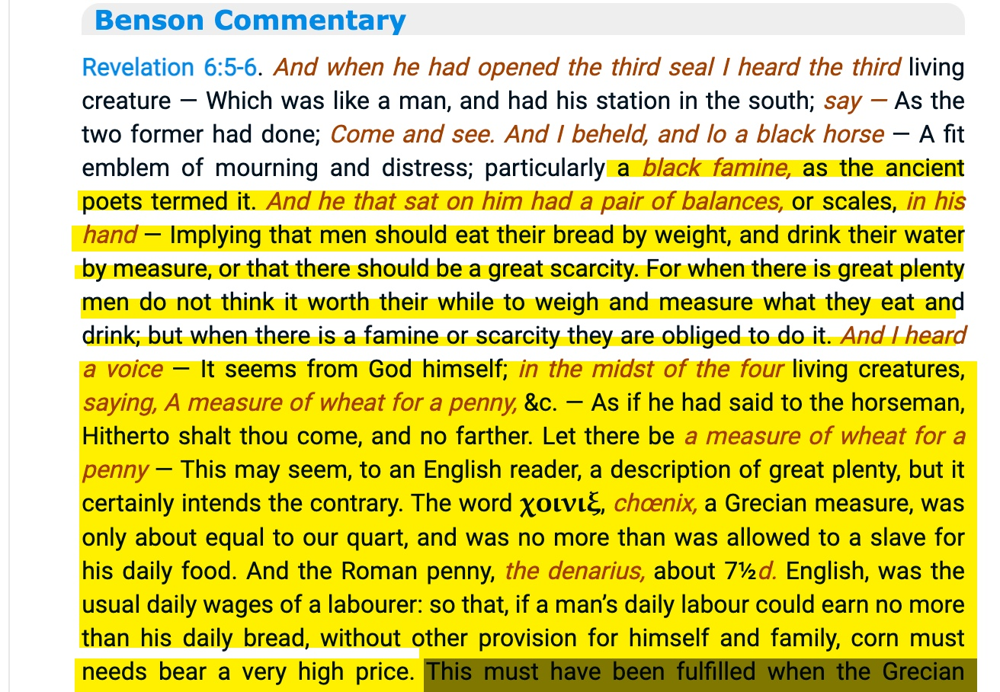 Benson Commentary
Revelation 6:5-6. And when he had opened the third seal I heard the third living
creature — Which was like a man, and had his station in the south; say — As the
two former had done; Come and see. And I beheld, and lo a black horse — A fit
emblem of mourning and distress; particularly a black famine, as the ancient
poets termed it. And he that sat on him had a pair of balances, or scales, in his
hand — Implying that men should eat their bread by weight, and drink their water
by measure, or that there should be a great scarcity. For when there is great plenty
men do not think it worth their while to weigh and measure what they eat and
drink; but when there is a famine or scarcity they are obliged to do it. And I heard
a voice — It seems from God himself; in the midst of the four living creatures,
saying, A measure of wheat for a penny, &c. — As if he had said to the horseman,
Hitherto shalt thou come, and no farther. Let there be a measure of wheat for a
penny — This may seem, to an English reader, a description of great plenty, but it
certainly intends the contrary. The word χοινιξ, chœnix, a Grecian measure, was
only about equal to our quart, and was no more than was allowed to a slave for
his daily food. And the Roman penny, the denarius, about 7½d. English, was the
usual daily wages of a labourer: so that, if a man’s daily labour could earn no more
than his daily bread, without other provision for himself and family, corn must
needs bear a very high price. This must have been fulfilled when the Grecian